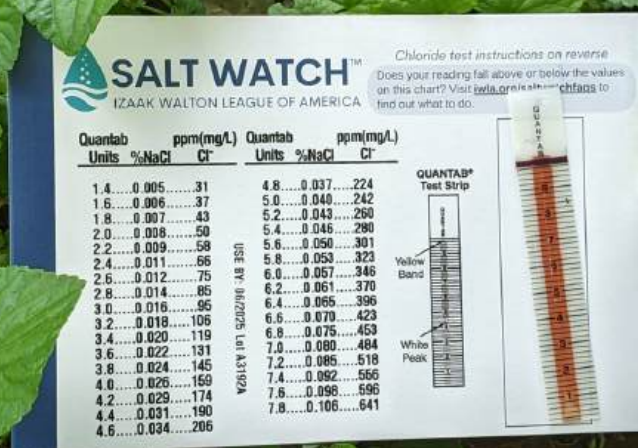 SALT WATCH™
IZAAK WALTON LEAGUE OF AMERICA
Chloride test instructions on reverse
Does your reading fall above or below the values
on this chart? Visit iwla.org/saltwatchfaqs to
find out what to do.
Quantab ppm(mg/L) Quantab ppm(mg/L)
Units %NaCl Cl⁻ Units %NaCl Cl⁻
1.4.....0.005......31 4.8.....0.037....224
1.6.....0.006......37 5.0.....0.040....242
1.8.....0.007......43 5.2.....0.043....260
2.0.....0.008......50 5.4.....0.046....280
2.2.....0.009......58 5.6.....0.050....301
2.4.....0.011......66 5.8.....0.053....323
2.6.....0.012......75 6.0.....0.057....346
2.8.....0.014......85 6.2.....0.061....370
3.0.....0.016......96 6.4.....0.065....396
3.2.....0.018.....106 6.6.....0.070....423
3.4.....0.020.....119 6.8.....0.075....453
3.6.....0.022.....131 7.0.....0.080....484
3.8.....0.024.....145 7.2.....0.085....518
4.0.....0.026.....159 7.4.....0.092....556
4.2.....0.029.....174 7.6.....0.098....596
4.4.....0.031.....190 7.8.....0.106....641
4.6.....0.034.....206
USE BY: 06/2025 Lot A3192A
QUANTAB®
Test Strip
Yellow
Band
White
Peak
QUANTAB